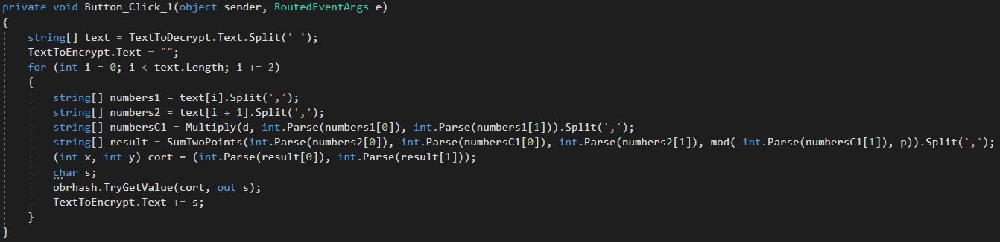 private void Button_Click_1(object sender, RoutedEventArgs e)
{
string[] text = TextToDecrypt.Text.Split(' ');
TextToEncrypt.Text = "";
for (int i = 0; i < text.Length; i += 2)
{
string[] numbers1 = text[i].Split(',');
string[] numbers2 = text[i + 1].Split(',');
string[] numbersC1 = Multiply(d, int.Parse(numbers1[0]), int.Parse(numbers1[1])).Split(',');
string[] result = SumTwoPoints(int.Parse(numbers2[0]), int.Parse(numbersC1[0]), int.Parse(numbers2[1]), mod(-int.Parse(numbersC1[1]), p)).Split(',');
(int x, int y) cort = (int.Parse(result[0]), int.Parse(result[1]));
char s;
obrhash.TryGetValue(cort, out s);
TextToEncrypt.Text += s;
}
}